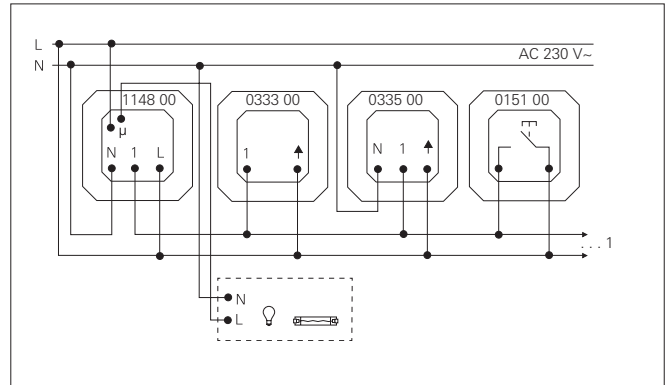 L
AC 230 V~
N
1148 00 0333 00 0335 00 0151 00
µ
N 1 L 1 N 1
. . . 1
N
L